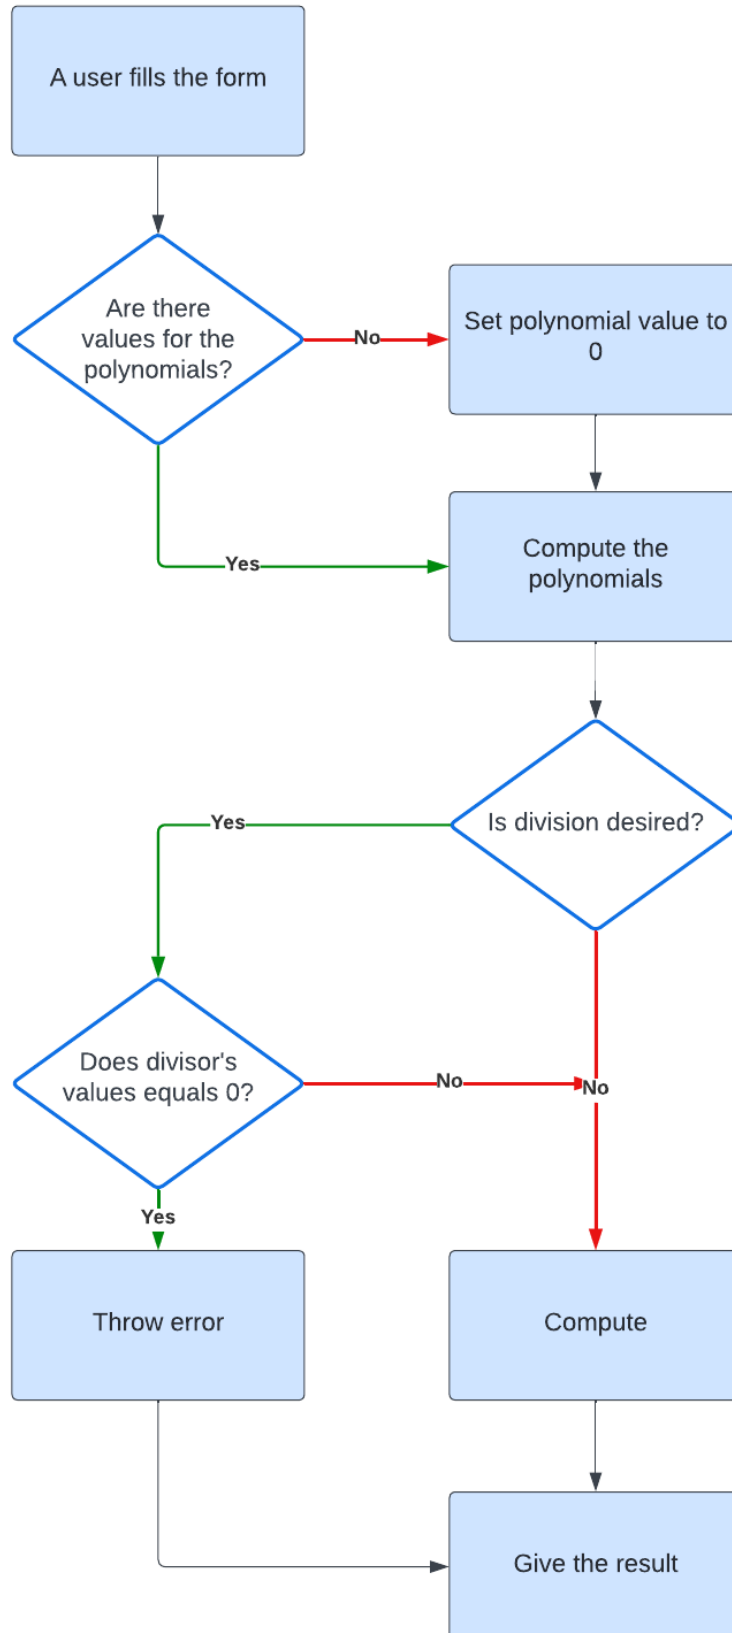 A user fills the form
Are there
values for the
polynomials?
No
Set polynomial value to
0
Yes
Compute the
polynomials
Is division desired?
Yes
Does divisor's
values equals 0?
No
No
Yes
Throw error
Compute
Give the result